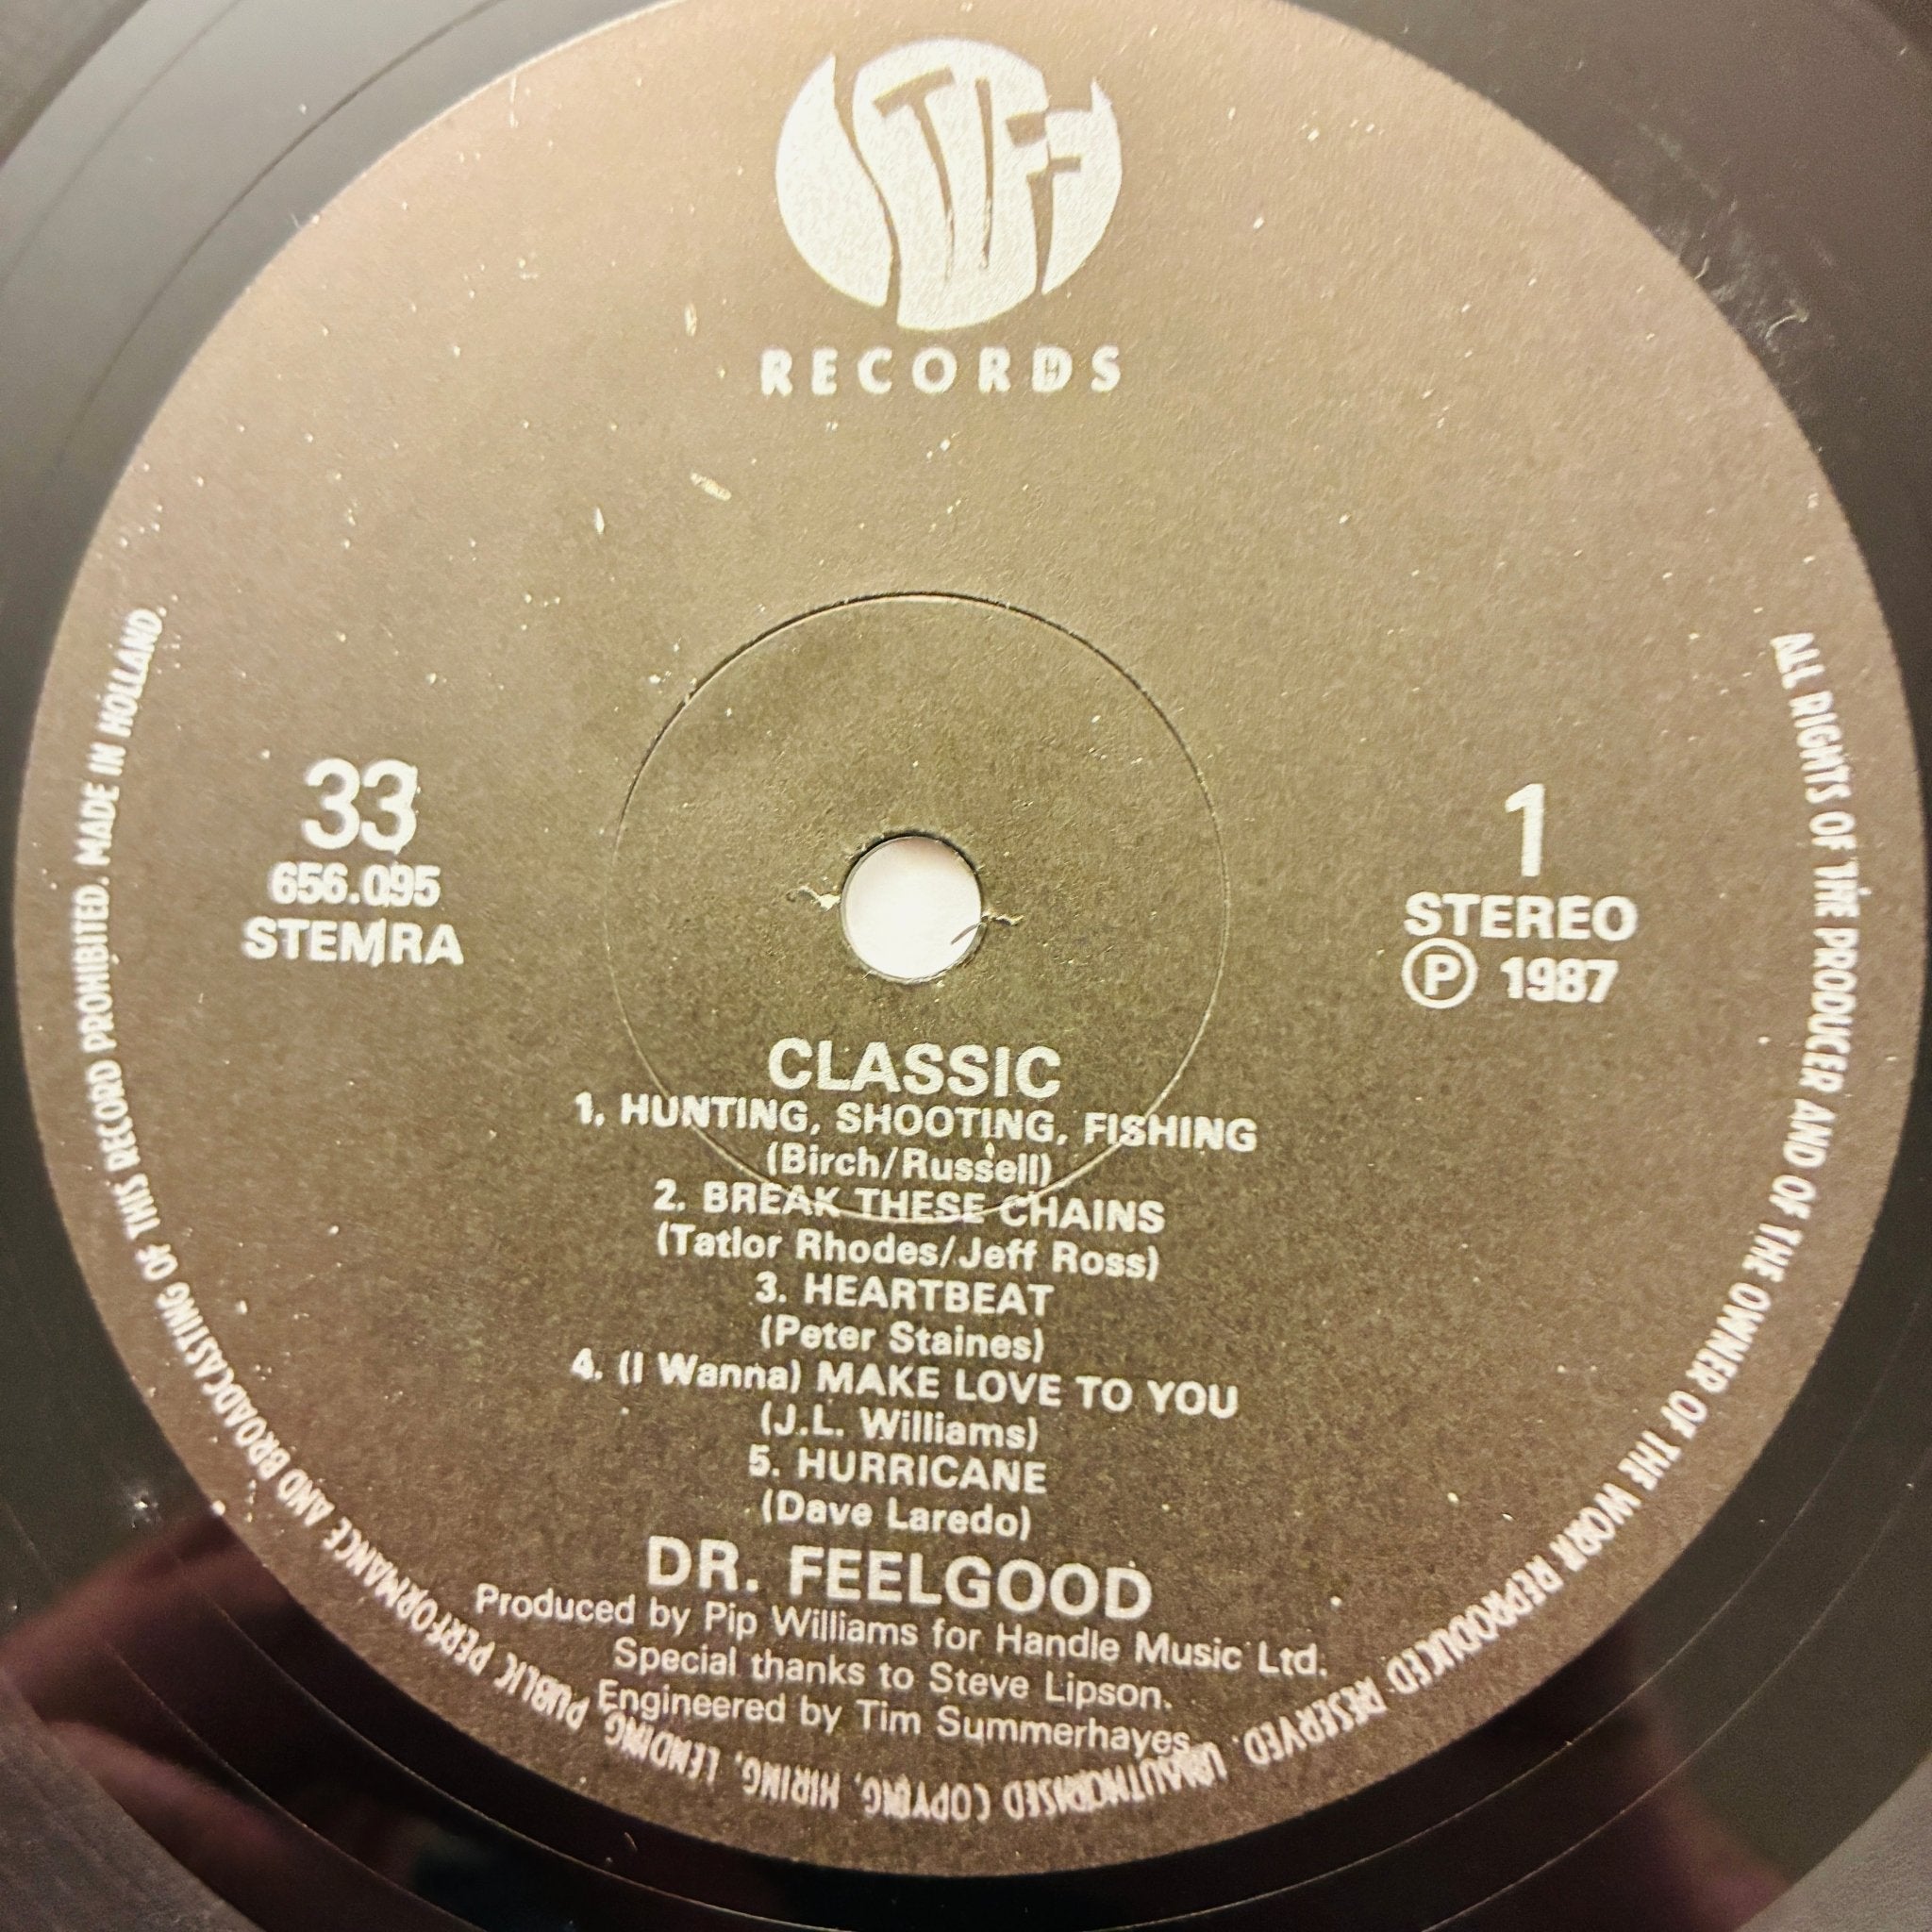 STUFF
RECORDS
33
656.095
STEMRA
1
STEREO
Ⓟ 1987
CLASSIC
1. HUNTING, SHOOTING, FISHING
(Birch/Russell)
2. BREAK THESE CHAINS
(Tatlor Rhodes/Jeff Ross)
3. HEARTBEAT
(Peter Staines)
4. (I Wanna) MAKE LOVE TO YOU
(J.L. Williams)
5. HURRICANE
(Dave Laredo)
DR. FEELGOOD
Produced by Pip Williams for Handle Music Ltd.
Special thanks to Steve Lipson.
Engineered by Tim Summerhayes.
ALL RIGHTS OF THE PRODUCER AND OF THE OWNER OF THE WORK REPRODUCED RESERVED. UNAUTHORISED COPYING, HIRING, LENDING, PUBLIC PERFORMANCE AND BROADCASTING OF THIS RECORD PROHIBITED. MADE IN HOLLAND.